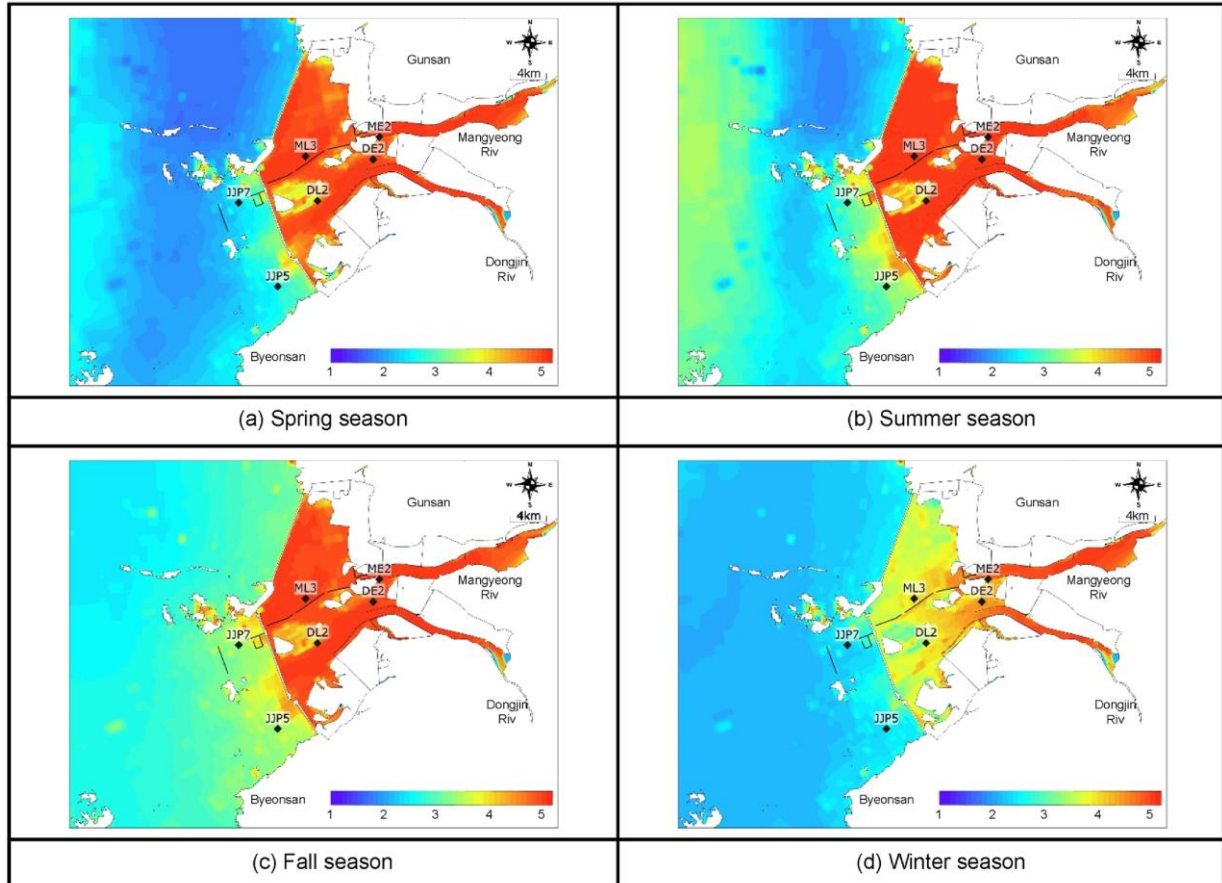 N
W E
S
4km
Gunsan
Mangyeong
Riv
ME2
DE2
ML3
DL2
JJP7
JJP5
Dongjin
Riv
Byeonsan
1 2 3 4 5
(a) Spring season
N
W E
S
4km
Gunsan
Mangyeong
Riv
ME2
DE2
ML3
DL2
JJP7
JJP5
Dongjin
Riv
Byeonsan
1 2 3 4 5
(b) Summer season
N
W E
S
4km
Gunsan
Mangyeong
Riv
ME2
DE2
ML3
DL2
JJP7
JJP5
Dongjin
Riv
Byeonsan
1 2 3 4 5
(c) Fall season
N
W E
S
4km
Gunsan
Mangyeong
Riv
ME2
DE2
ML3
DL2
JJP7
JJP5
Dongjin
Riv
Byeonsan
1 2 3 4 5
(d) Winter season